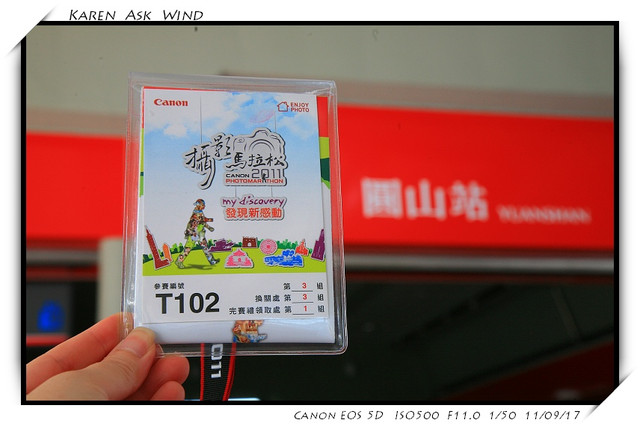 KAREN ASK WIND
Canon
ENJOY PHOTO
攝影馬拉松
CANON 2011
PHOTOMARATHON
my discovery
發現新感動
參賽編號
T102
第 3 組
換關處 第 3 組
完賽禮領取處 第 1 組
圓山站 YUANSHAN
2011
CANON EOS 5D ISO500 F11.0 1/50 11/09/17